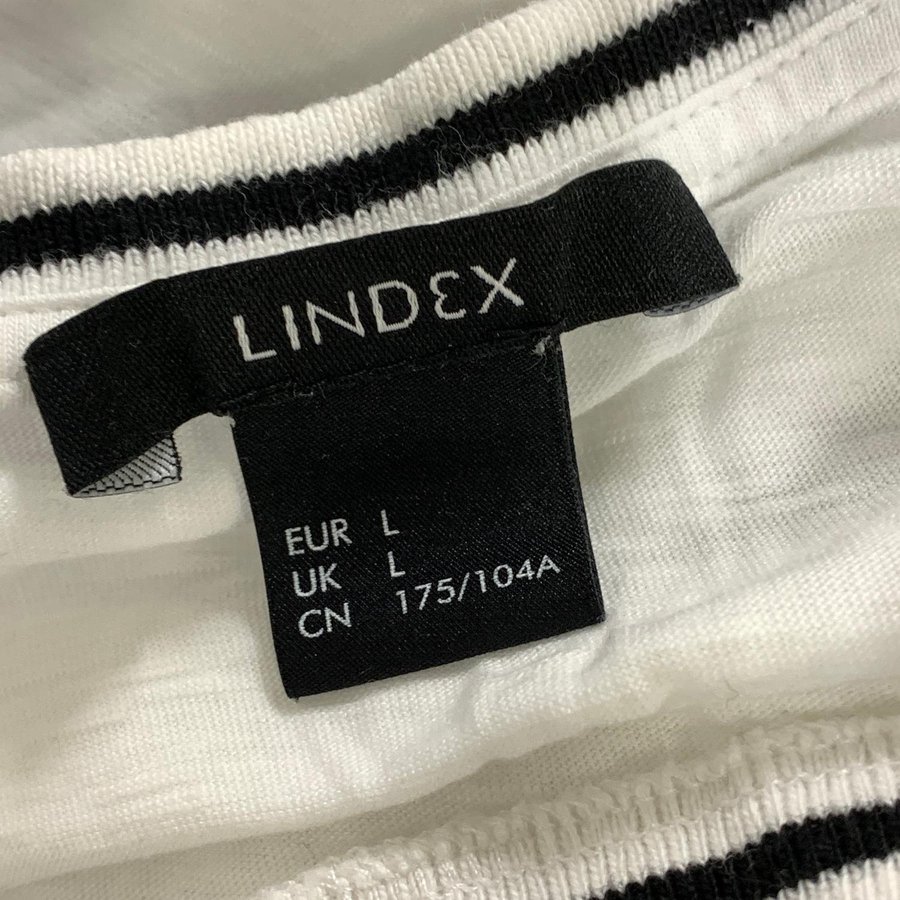 LINDEX
EUR L
UK L
CN 175/104A